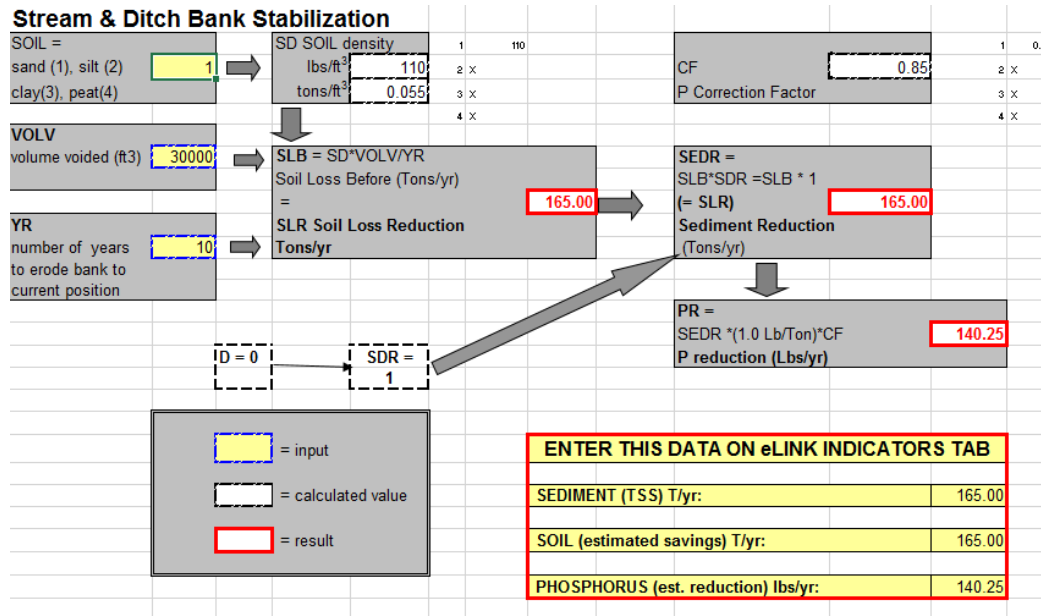 Stream & Ditch Bank Stabilization
SOIL =
sand (1), silt (2)
clay(3), peat(4)
1
SD SOIL density
lbs/ft3 110
tons/ft3 0.055
1 110
2 X
3 X
4 X
CF 0.85
P Correction Factor
1 0.
2 X
3 X
4 X
VOLV
volume voided (ft3) 30000
SLB = SD*VOLV/YR
Soil Loss Before (Tons/yr)
= 165.00
SLR Soil Loss Reduction
Tons/yr
SEDR =
SLB*SDR =SLB * 1
(= SLR) 165.00
Sediment Reduction
(Tons/yr)
YR
number of years 10
to erode bank to
current position
PR =
SEDR *(1.0 Lb/Ton)*CF 140.25
P reduction (Lbs/yr)
D = 0
SDR =
1
= input
= calculated value
= result
ENTER THIS DATA ON eLINK INDICATORS TAB
SEDIMENT (TSS) T/yr: 165.00
SOIL (estimated savings) T/yr: 165.00
PHOSPHORUS (est. reduction) lbs/yr: 140.25